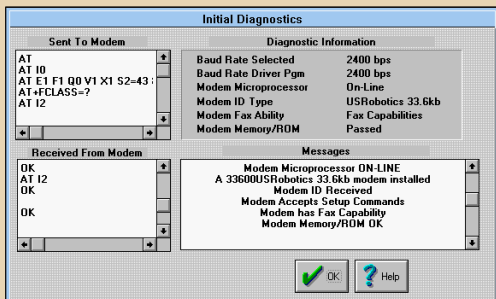 Initial Diagnostics
Sent To Modem
AT
AT I0
AT E1 F1 Q0 V1 X1 S2=43
AT+FCLASS=?
AT I2
Diagnostic Information
Baud Rate Selected 2400 bps
Baud Rate Driver Pgm 2400 bps
Modem Microprocessor On-Line
Modem ID Type USRobotics 33.6kb
Modem Fax Ability Fax Capabilities
Modem Memory/ROM Passed
Received From Modem
OK
AT I2
OK
OK
Messages
Modem Microprocessor ON-LINE
A 33600USRobotics 33.6kb modem installed
Modem ID Received
Modem Accepts Setup Commands
Modem has Fax Capability
Modem Memory/ROM OK
OK
Help